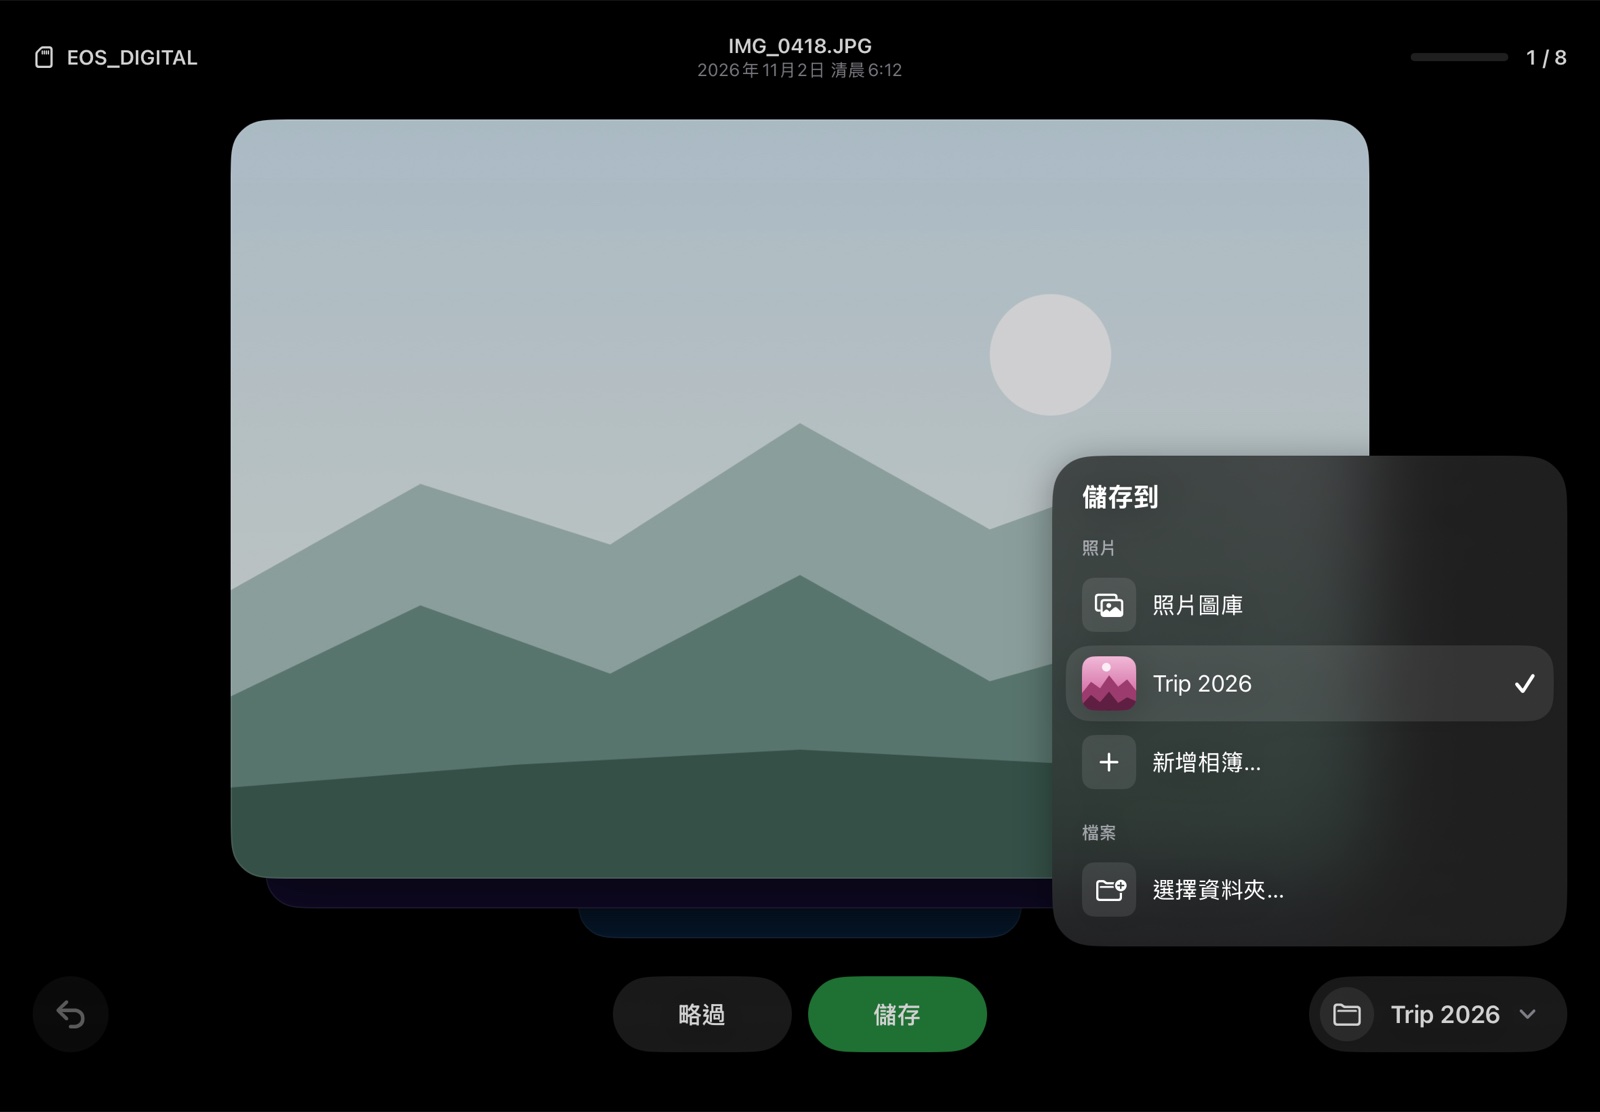 EOS_DIGITAL
IMG_0418.JPG
2026年11月2日 清晨6:12
1 / 8
儲存到
照片
照片圖庫
Trip 2026
新增相簿...
檔案
選擇資料夾...
略過
儲存
Trip 2026